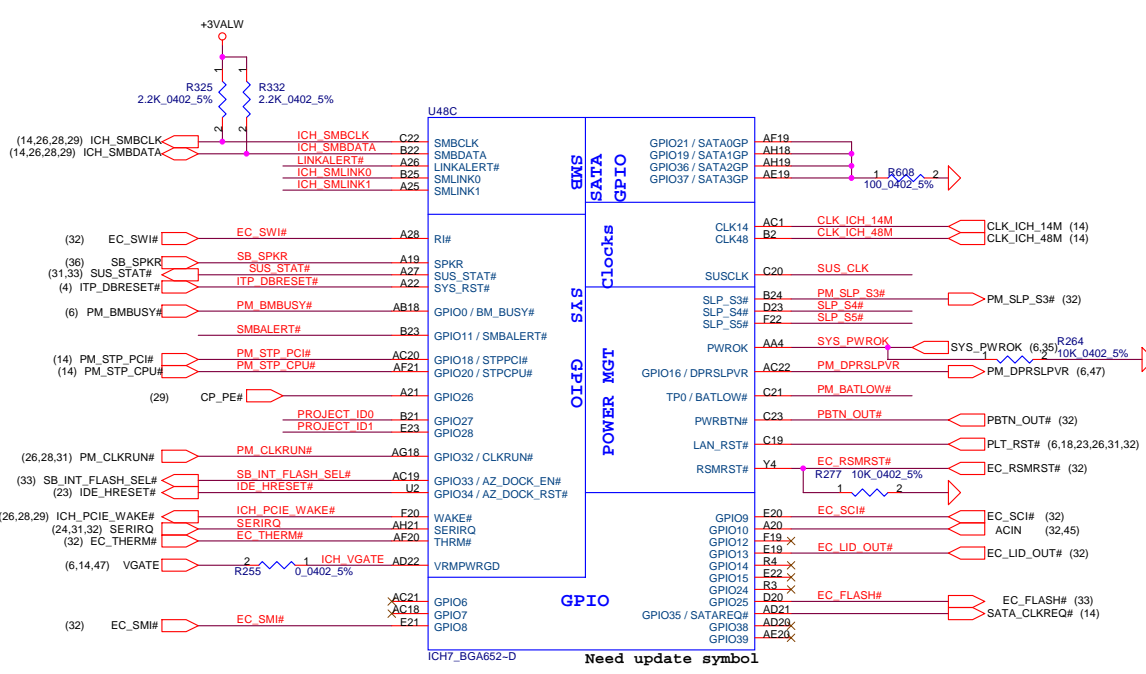 +3VALW
1 1
R325 R332
2.2K_0402_5% 2.2K_0402_5%
2 2
U48C
(14,26,28,29) ICH_SMBCLK ICH_SMBCLK C22 SMBCLK
(14,26,28,29) ICH_SMBDATA ICH_SMBDATA B22 SMBDATA
LINKALERT# A26 LINKALERT#
ICH_SMLINK0 B25 SMLINK0
ICH_SMLINK1 A25 SMLINK1
(32) EC_SWI# EC_SWI# A28 RI#
(36) SB_SPKR SB_SPKR A19 SPKR
(31,33) SUS_STAT# SUS_STAT# A27 SUS_STAT#
(4) ITP_DBRESET# ITP_DBRESET# A22 SYS_RST#
(6) PM_BMBUSY# PM_BMBUSY# AB18 GPIO0 / BM_BUSY#
SMBALERT# B23 GPIO11 / SMBALERT#
(14) PM_STP_PCI# PM_STP_PCI# AC20 GPIO18 / STPPCI#
(14) PM_STP_CPU# PM_STP_CPU# AF21 GPIO20 / STPCPU#
(29) CP_PE# A21 GPIO26
PROJECT_ID0 B21 GPIO27
PROJECT_ID1 E23 GPIO28
(26,28,31) PM_CLKRUN# PM_CLKRUN# AG18 GPIO32 / CLKRUN#
(33) SB_INT_FLASH_SEL# SB_INT_FLASH_SEL# AC19 GPIO33 / AZ_DOCK_EN#
(23) IDE_HRESET# IDE_HRESET# U2 GPIO34 / AZ_DOCK_RST#
(26,28,29) ICH_PCIE_WAKE# ICH_PCIE_WAKE# F20 WAKE#
(24,31,32) SERIRQ SERIRQ AH21 SERIRQ
(32) EC_THERM# EC_THERM# AF20 THRM#
(6,14,47) VGATE 2 1 ICH_VGATE AD22 VRMPWRGD
R255 0_0402_5%
AC21 GPIO6
AC18 GPIO7
(32) EC_SMI# EC_SMI# E21 GPIO8
ICH7_BGA652~D
SMB
SATA
GPIO
Clocks
SYS
GPIO
POWER MGT
GPIO
GPIO21 / SATA0GP AF19
GPIO19 / SATA1GP AH18
GPIO36 / SATA2GP AH19
GPIO37 / SATA3GP AE19 1 R608 2
100_0402_5%
CLK14 AC1 CLK_ICH_14M CLK_ICH_14M (14)
CLK48 B2 CLK_ICH_48M CLK_ICH_48M (14)
SUSCLK C20 SUS_CLK
SLP_S3# B24 PM_SLP_S3# PM_SLP_S3# (32)
SLP_S4# D23 SLP_S4#
SLP_S5# F22 SLP_S5#
PWROK AA4 SYS_PWROK SYS_PWROK (6,35)
1 2 R264
10K_0402_5%
GPIO16 / DPRSLPVR AC22 PM_DPRSLPVR PM_DPRSLPVR (6,47)
TP0 / BATLOW# C21 PM_BATLOW#
PWRBTN# C23 PBTN_OUT# PBTN_OUT# (32)
LAN_RST# C19 PLT_RST# (6,18,23,26,31,32)
RSMRST# Y4 EC_RSMRST# EC_RSMRST# (32)
R277 10K_0402_5%
1 2
GPIO9 E20 EC_SCI# EC_SCI# (32)
GPIO10 A20 ACIN (32,45)
GPIO12 F19
GPIO13 E19 EC_LID_OUT# EC_LID_OUT# (32)
GPIO14 R4
GPIO15 E22
GPIO24 R3
GPIO25 D20 EC_FLASH# EC_FLASH# (33)
GPIO35 / SATAREQ# AD21 SATA_CLKREQ# (14)
GPIO38 AD20
GPIO39 AE20
Need update symbol